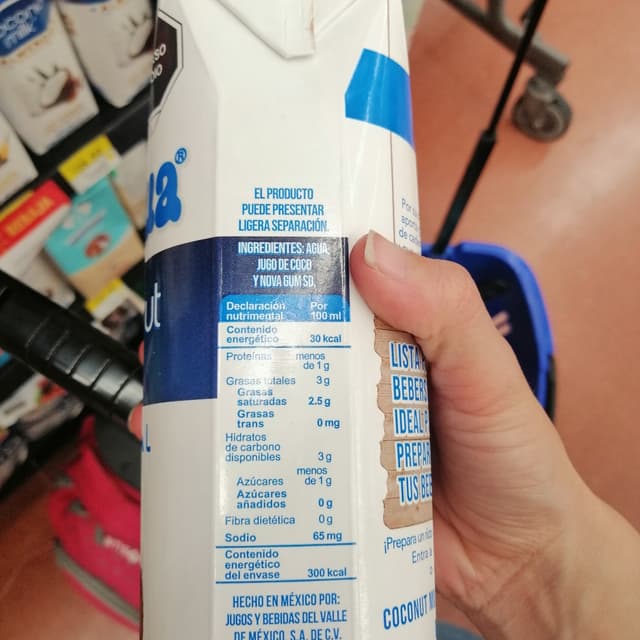 EL PRODUCTO
PUEDE PRESENTAR
LIGERA SEPARACIÓN.
INGREDIENTES: AGUA,
JUGO DE COCO
Y NOVA GUM SD.
Declaración nutrimental Por 100 ml
Contenido energético 30 kcal
Proteínas menos de 1 g
Grasas totales 3 g
Grasas saturadas 2.5 g
Grasas trans 0 mg
Hidratos de carbono disponibles 3 g
Azúcares menos de 1 g
Azúcares añadidos 0 g
Fibra dietética 0 g
Sodio 65 mg
Contenido energético del envase 300 kcal
HECHO EN MÉXICO POR:
JUGOS Y BEBIDAS DEL VALLE
DE MÉXICO, S.A. DE C.V.
LISTA
BEBERS
IDEAL P
PREPAR
TUS BEB
¡Prepara un
Entra
COCONUT M
milk